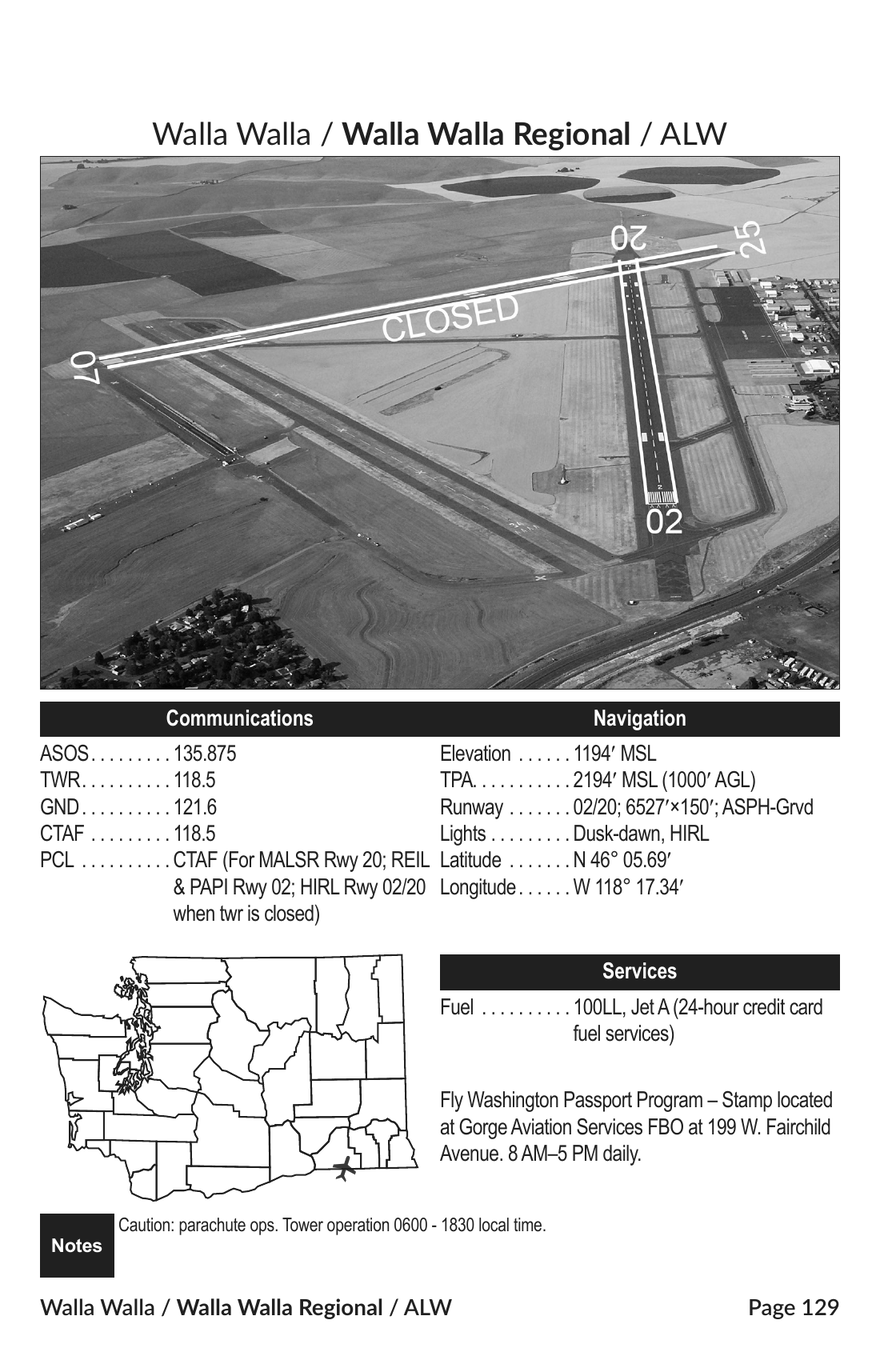 Walla Walla / Walla Walla Regional / ALW
20
25
CLOSED
07
02
Communications
ASOS . . . . . . . . . 135.875
TWR . . . . . . . . . . 118.5
GND . . . . . . . . . . 121.6
CTAF . . . . . . . . . 118.5
PCL . . . . . . . . . . CTAF (For MALSR Rwy 20; REIL
& PAPI Rwy 02; HIRL Rwy 02/20
when twr is closed)
Navigation
Elevation . . . . . . 1194′ MSL
TPA. . . . . . . . . . . 2194′ MSL (1000′ AGL)
Runway . . . . . . . 02/20; 6527′×150′; ASPH-Grvd
Lights . . . . . . . . . Dusk-dawn, HIRL
Latitude . . . . . . . N 46° 05.69′
Longitude . . . . . . W 118° 17.34′
Services
Fuel . . . . . . . . . . 100LL, Jet A (24-hour credit card
fuel services)
Fly Washington Passport Program – Stamp located
at Gorge Aviation Services FBO at 199 W. Fairchild
Avenue. 8 AM–5 PM daily.
Notes
Caution: parachute ops. Tower operation 0600 - 1830 local time.
Walla Walla / Walla Walla Regional / ALW
Page 129